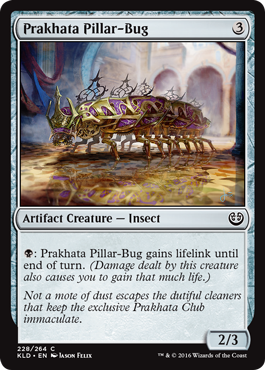 Prakhata Pillar-Bug 3
Artifact Creature — Insect
: Prakhata Pillar-Bug gains lifelink until
end of turn. (Damage dealt by this creature
also causes you to gain that much life.)
Not a mote of dust escapes the dutiful cleaners
that keep the exclusive Prakhata Club
immaculate.
2/3
228/264 C
KLD • EN Jason Felix
™ & © 2016 Wizards of the Coast